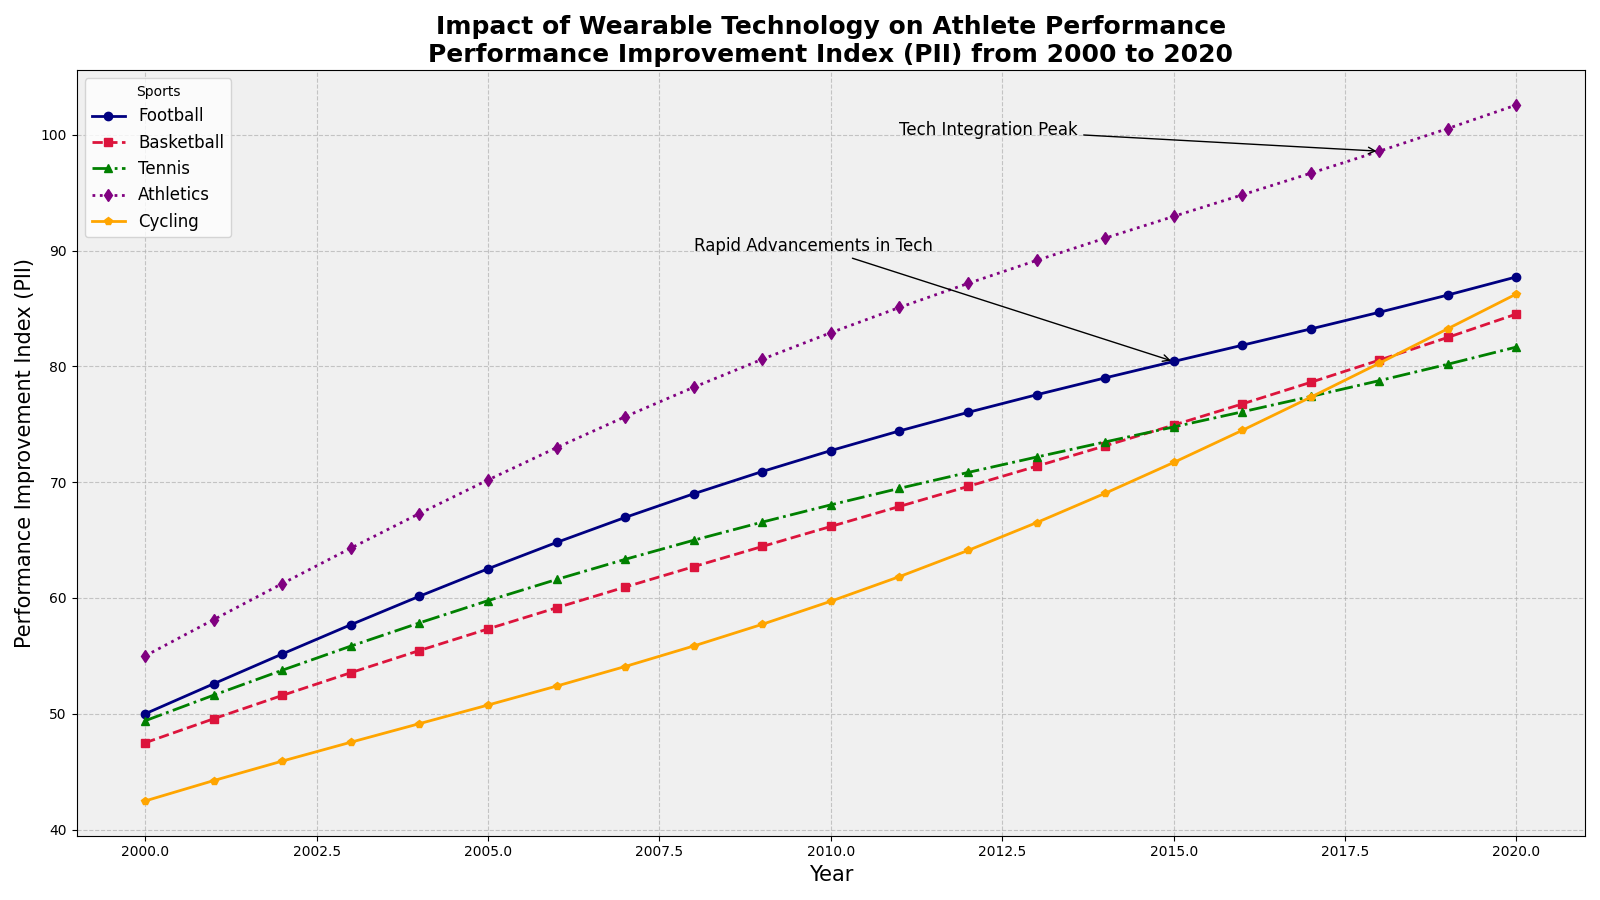 Impact of Wearable Technology on Athlete Performance
Performance Improvement Index (PII) from 2000 to 2020
Sports
Football
Basketball
Tennis
Athletics
Cycling
Tech Integration Peak
Rapid Advancements in Tech
Performance Improvement Index (PII)
100
90
80
70
60
50
40
2000.0
2002.5
2005.0
2007.5
2010.0
2012.5
2015.0
2017.5
2020.0
Year